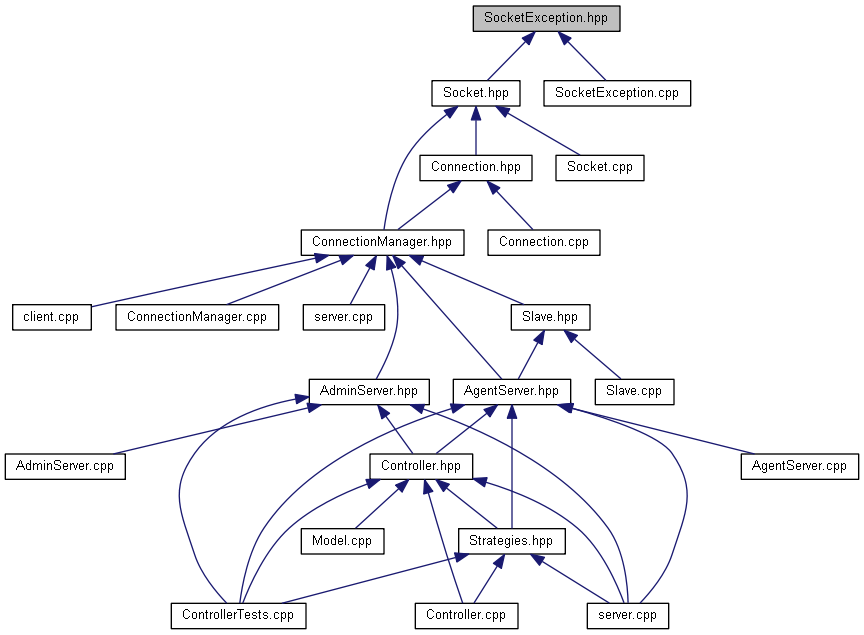 SocketException.hpp
Socket.hpp
SocketException.cpp
Connection.hpp
Socket.cpp
ConnectionManager.hpp
Connection.cpp
client.cpp
ConnectionManager.cpp
server.cpp
Slave.hpp
AdminServer.hpp
AgentServer.hpp
Slave.cpp
AdminServer.cpp
Controller.hpp
AgentServer.cpp
Model.cpp
Strategies.hpp
ControllerTests.cpp
Controller.cpp
server.cpp